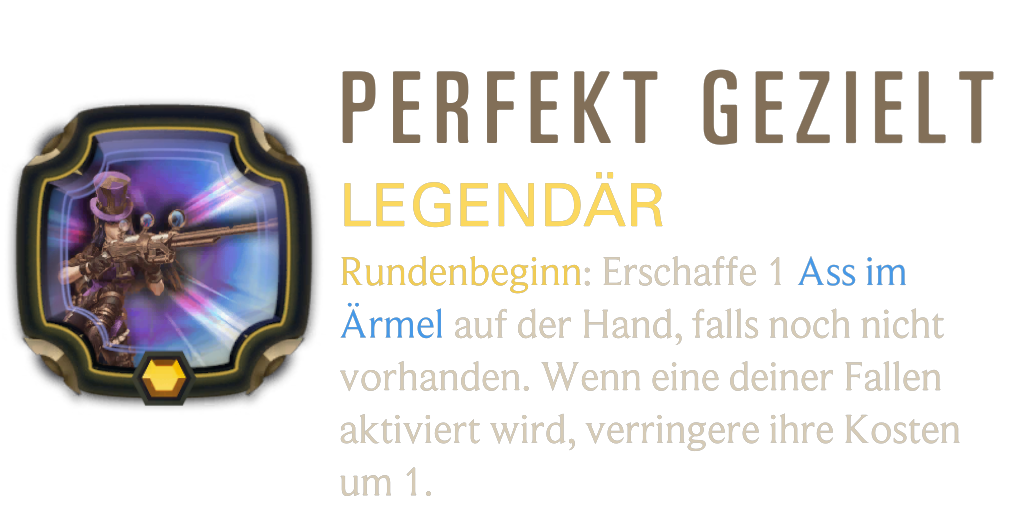 PERFEKT GEZIELT
LEGENDÄR
Rundenbeginn: Erschaffe 1 Ass im
Ärmel auf der Hand, falls noch nicht
vorhanden. Wenn eine deiner Fallen
aktiviert wird, verringere ihre Kosten
um 1.